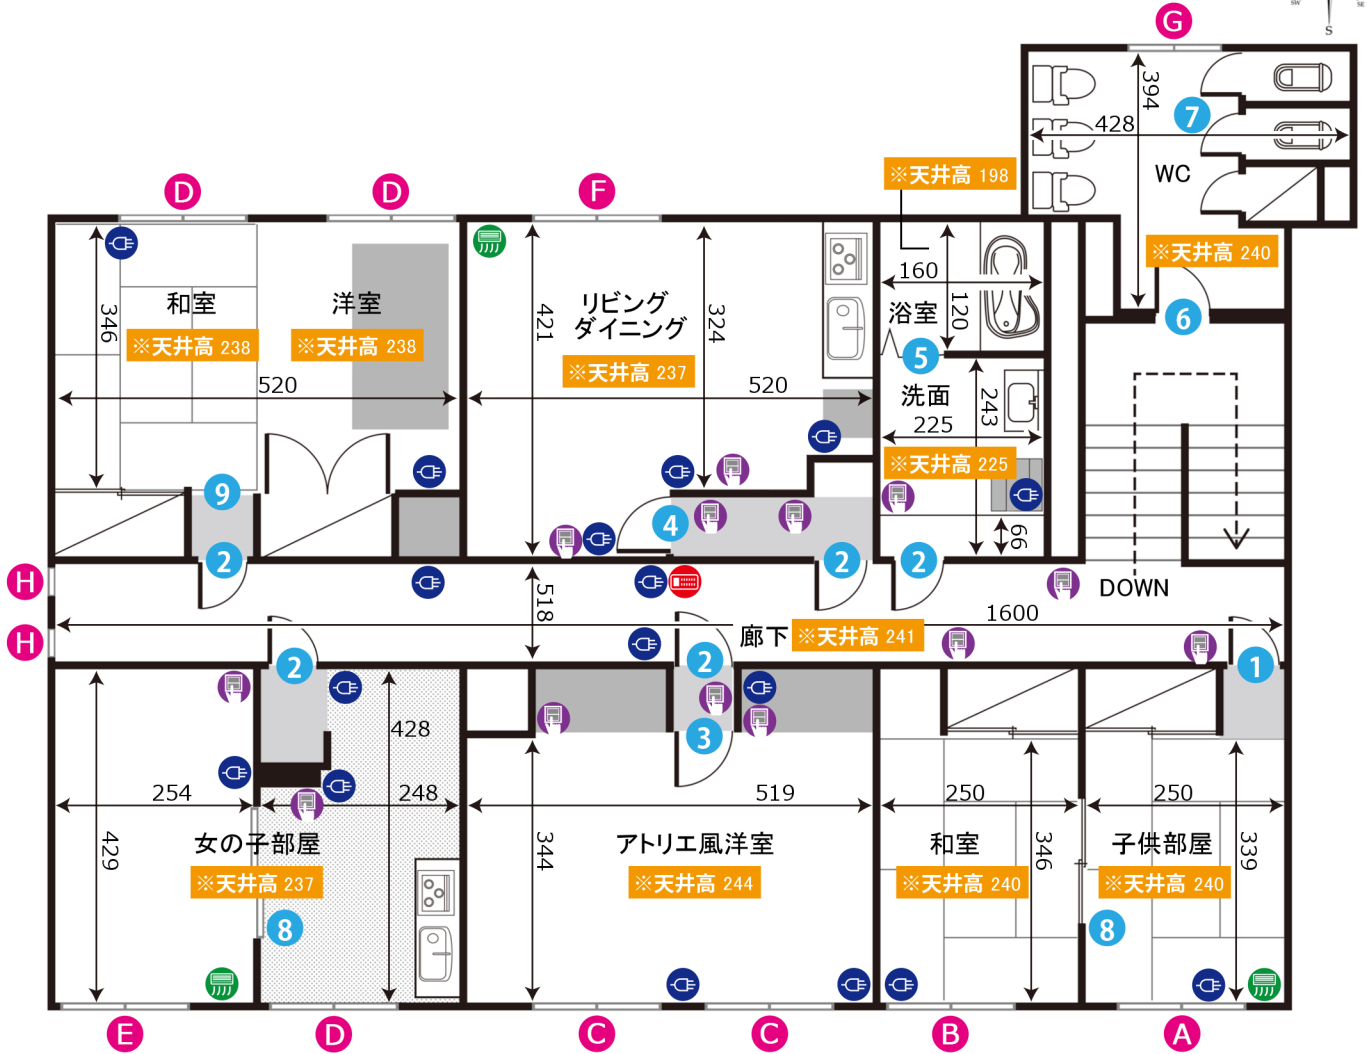 SW
S
SE
G
394
428
7
WC
※天井高 198
※天井高 240
6
D
D
F
346
和室
洋室
※天井高 238
※天井高 238
520
リビング
ダイニング
421
324
※天井高 237
520
160
120
浴室
5
洗面
243
225
※天井高 225
66
9
4
2
2
2
H
H
518
DOWN
1600
廊下
※天井高 241
2
2
1
3
428
254
248
429
女の子部屋
※天井高 237
8
519
344
アトリエ風洋室
※天井高 244
250
346
和室
※天井高 240
250
339
子供部屋
※天井高 240
8
E
D
C
C
B
A